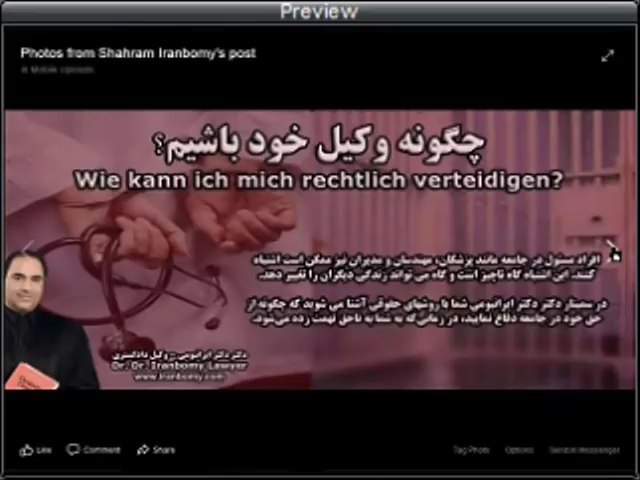 Preview
Photos from Shahram Iranbomy's post
in Mobile Uploads
چگونه وکیل خود باشیم؟
Wie kann ich mich rechtlich verteidigen?
افراد مسئول در جامعه مانند پزشکان، مهندسان و مدیران نیز ممکن است اشتباه
کنند. این اشتباه گاه ناچیز است و گاه می تواند زندگی دیگران را تغییر دهد.
در سمینار دکتر دکتر ایرانبومی شما با روشهای حقوقی آشنا می شوید که چگونه از
حق خود در جامعه دفاع نمایید، در زمانی که به شما به ناحق تهمت زده می‌شود.
دکتر دکتر ایرانبومی - وکیل دادگستری
Dr. Dr. Iranbomy Lawyer
www.iranbomy.com
Like Comment Share
Tag Photo Options Send in Messenger